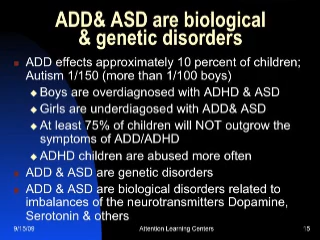 ADD& ASD are biological
& genetic disorders
ADD effects approximately 10 percent of children;
Autism 1/150 (more than 1/100 boys)
Boys are overdiagnosed with ADHD & ASD
Girls are underdiagosed with ADD& ASD
At least 75% of children will NOT outgrow the
symptoms of ADD/ADHD
ADHD children are abused more often
ADD & ASD are genetic disorders
ADD & ASD are biological disorders related to
imbalances of the neurotransmitters Dopamine,
Serotonin & others
9/15/09 Attention Learning Centers 15